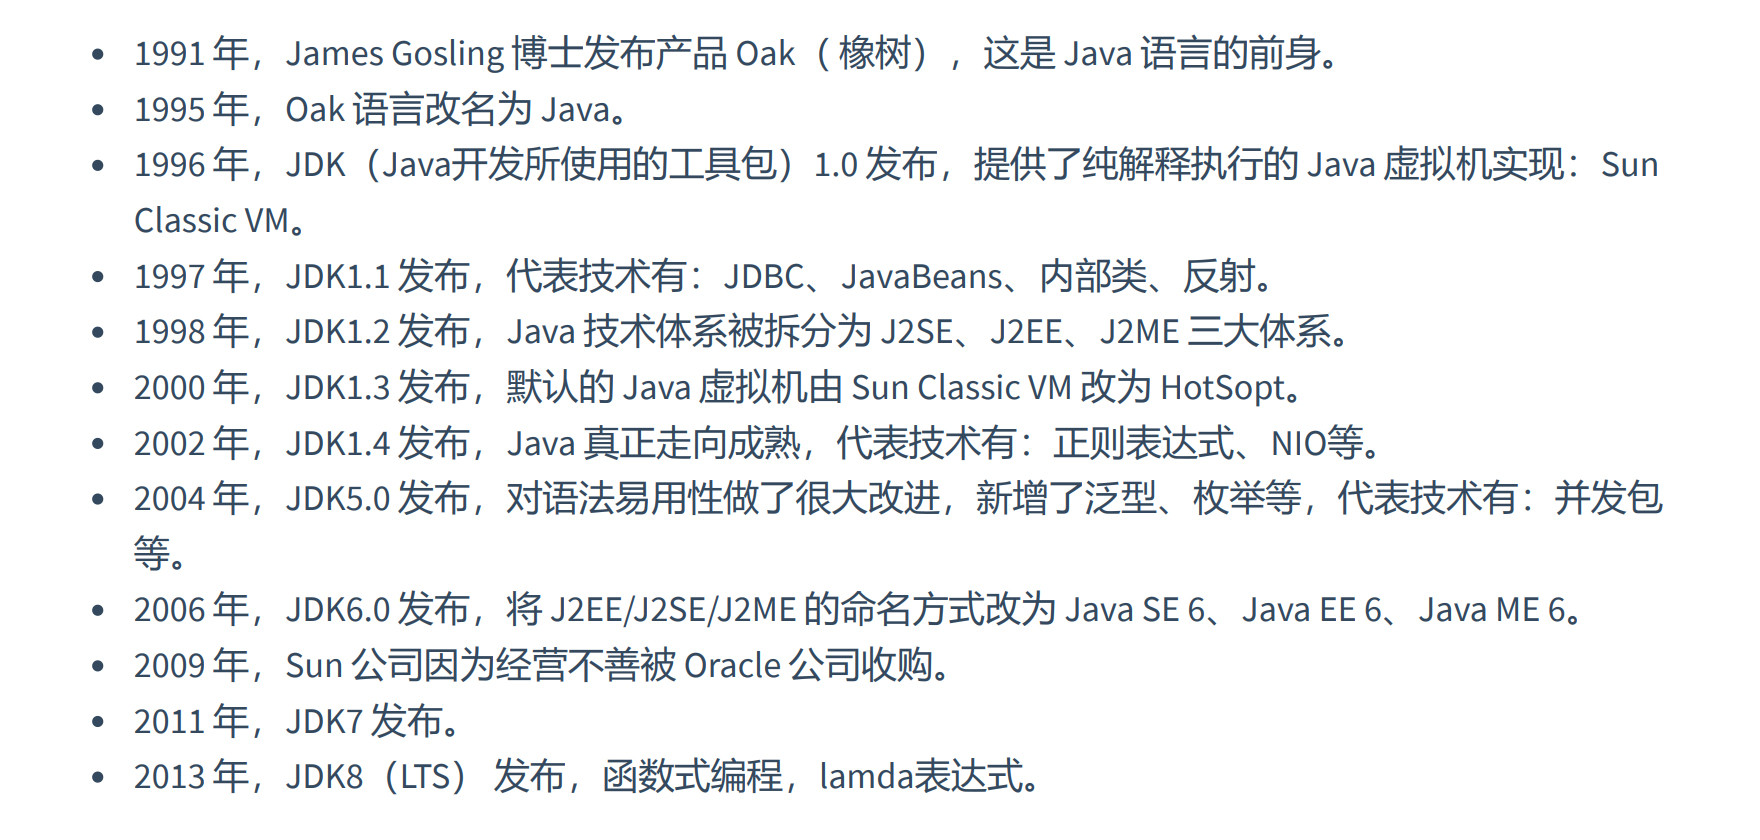 • 1991 年，James Gosling 博士发布产品 Oak（ 橡树），这是 Java 语言的前身。
• 1995 年，Oak 语言改名为 Java。
• 1996 年，JDK（Java开发所使用的工具包）1.0 发布，提供了纯解释执行的 Java 虚拟机实现：Sun
Classic VM。
• 1997 年，JDK1.1 发布，代表技术有：JDBC、JavaBeans、内部类、反射。
• 1998 年，JDK1.2 发布，Java 技术体系被拆分为 J2SE、J2EE、J2ME 三大体系。
• 2000 年，JDK1.3 发布，默认的 Java 虚拟机由 Sun Classic VM 改为 HotSopt。
• 2002 年，JDK1.4 发布，Java 真正走向成熟，代表技术有：正则表达式、NIO等。
• 2004 年，JDK5.0 发布，对语法易用性做了很大改进，新增了泛型、枚举等，代表技术有：并发包
等。
• 2006 年，JDK6.0 发布，将 J2EE/J2SE/J2ME 的命名方式改为 Java SE 6、Java EE 6、Java ME 6。
• 2009 年，Sun 公司因为经营不善被 Oracle 公司收购。
• 2011 年，JDK7 发布。
• 2013 年，JDK8（LTS） 发布，函数式编程，lamda表达式。